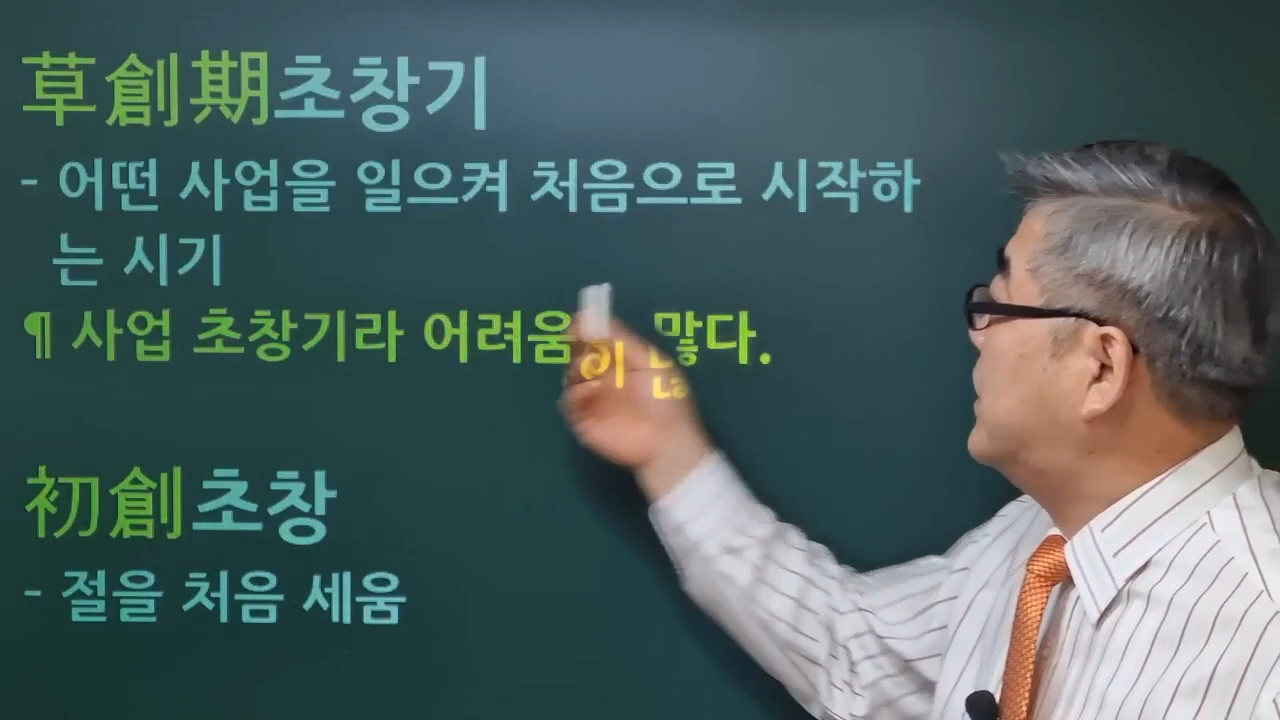 草創期초창기
- 어떤 사업을 일으켜 처음으로 시작하
는 시기
¶ 사업 초창기라 어려움이 많다.
初創초창
- 절을 처음 세움